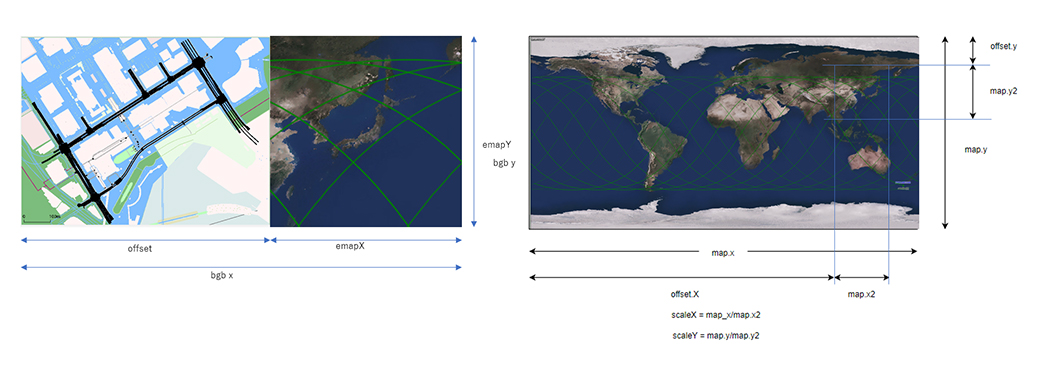 offset.y
map.y2
emapY
bgb y
map.y
offset
emapX
map.x
bgb x
offset.X
map.x2
scaleX = map_x/map.x2
scaleY = map.y/map.y2